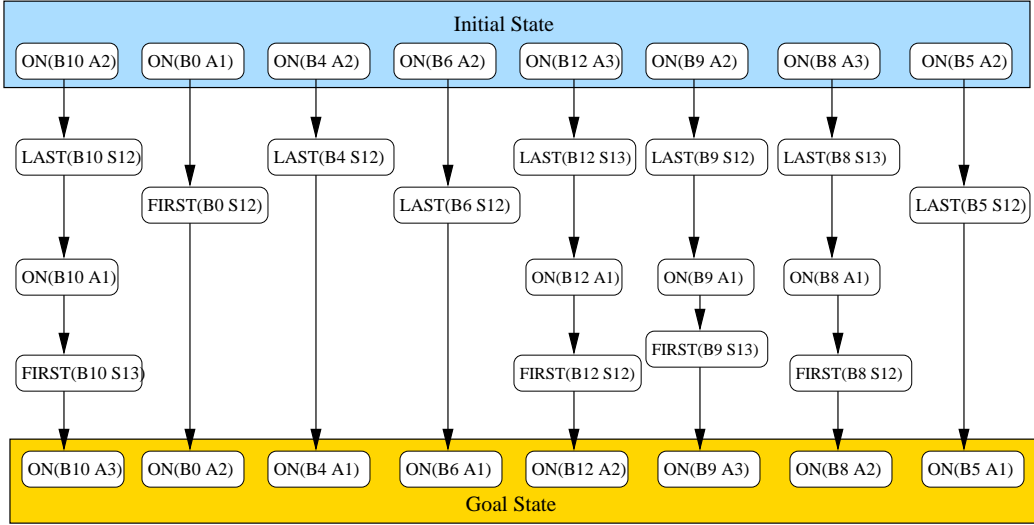 Initial State
ON(B10 A2) ON(B0 A1) ON(B4 A2) ON(B6 A2) ON(B12 A3) ON(B9 A2) ON(B8 A3) ON(B5 A2)
LAST(B10 S12) LAST(B4 S12) LAST(B12 S13) LAST(B9 S12) LAST(B8 S13)
FIRST(B0 S12) LAST(B6 S12) LAST(B5 S12)
ON(B10 A1) ON(B12 A1) ON(B9 A1) ON(B8 A1)
FIRST(B9 S13)
FIRST(B10 S13) FIRST(B12 S12) FIRST(B8 S12)
ON(B10 A3) ON(B0 A2) ON(B4 A1) ON(B6 A1) ON(B12 A2) ON(B9 A3) ON(B8 A2) ON(B5 A1)
Goal State